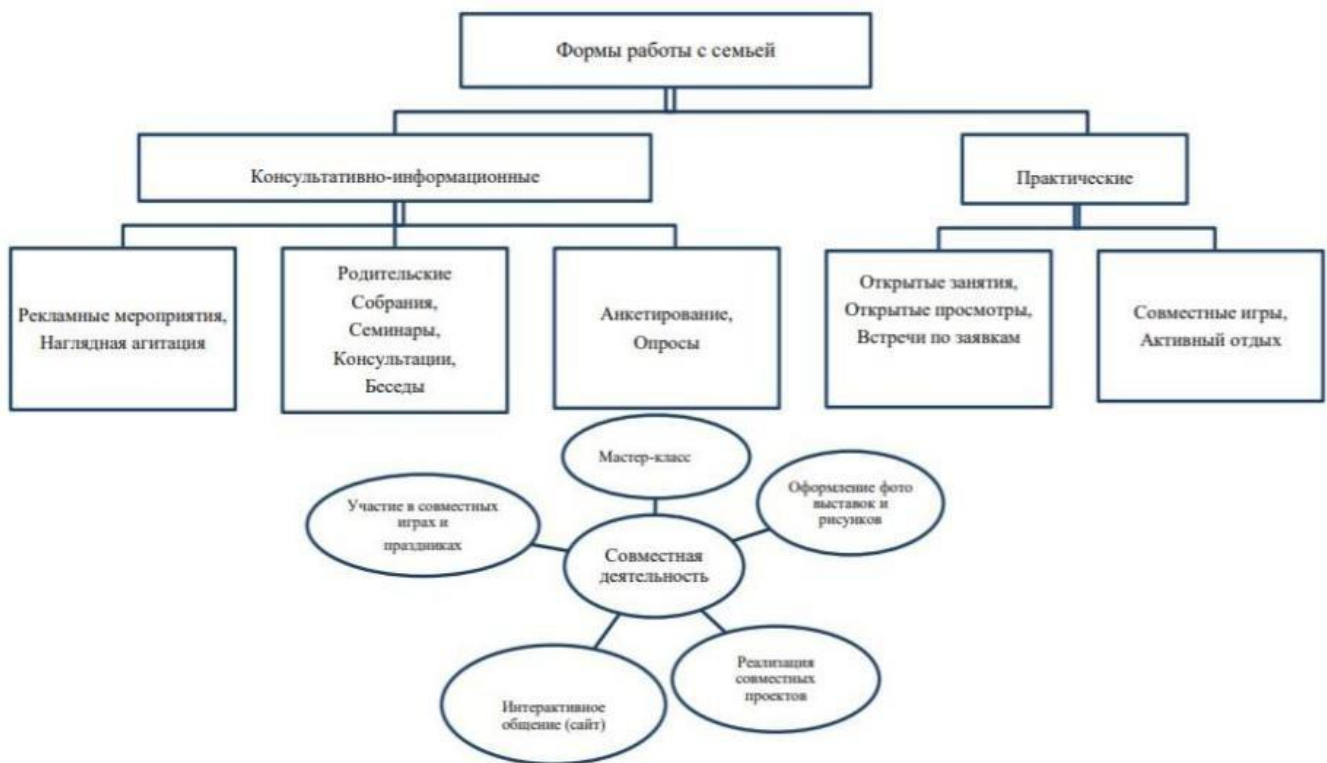 Формы работы с семьей
Консультативно-информационные
Практические
Рекламные мероприятия,
Наглядная агитация
Родительские
Собрания,
Семинары,
Консультации,
Беседы
Анкетирование,
Опросы
Открытые занятия,
Открытые просмотры,
Встречи по заявкам
Совместные игры,
Активный отдых
Мастер-класс
Участие в совместных
играх и
праздниках
Оформление фото
выставок и
рисунков
Совместная
деятельность
Интерактивное
общение (сайт)
Реализация
совместных
проектов